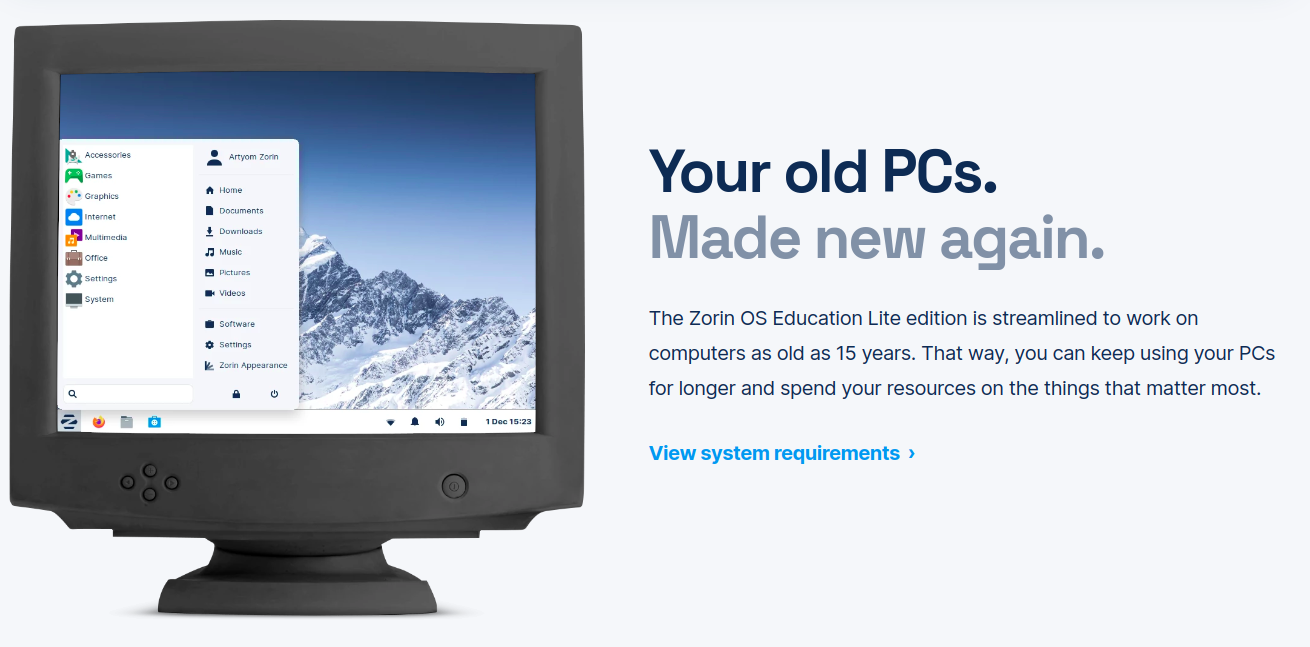 Accessories
Games
Graphics
Internet
Multimedia
Office
Settings
System
Artyom Zorin
Home
Documents
Downloads
Music
Pictures
Videos
Software
Settings
Zorin Appearance
1 Dec 15:23
Your old PCs.
Made new again.
The Zorin OS Education Lite edition is streamlined to work on
computers as old as 15 years. That way, you can keep using your PCs
for longer and spend your resources on the things that matter most.
View system requirements ›